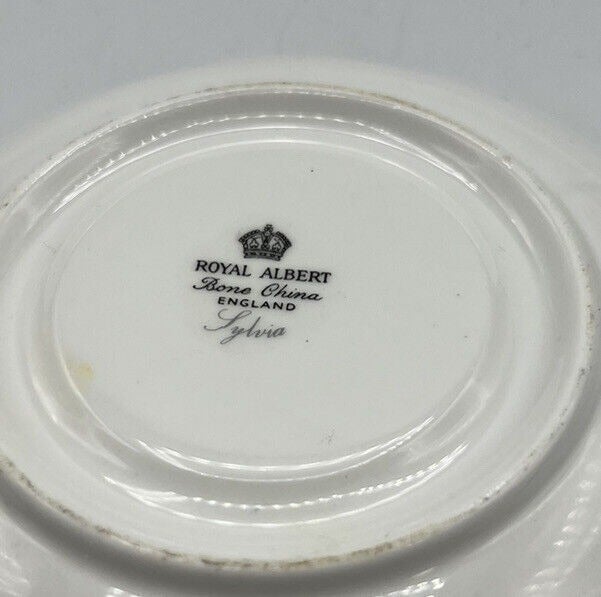 ROYAL ALBERT
Bone China
ENGLAND
Sylvia